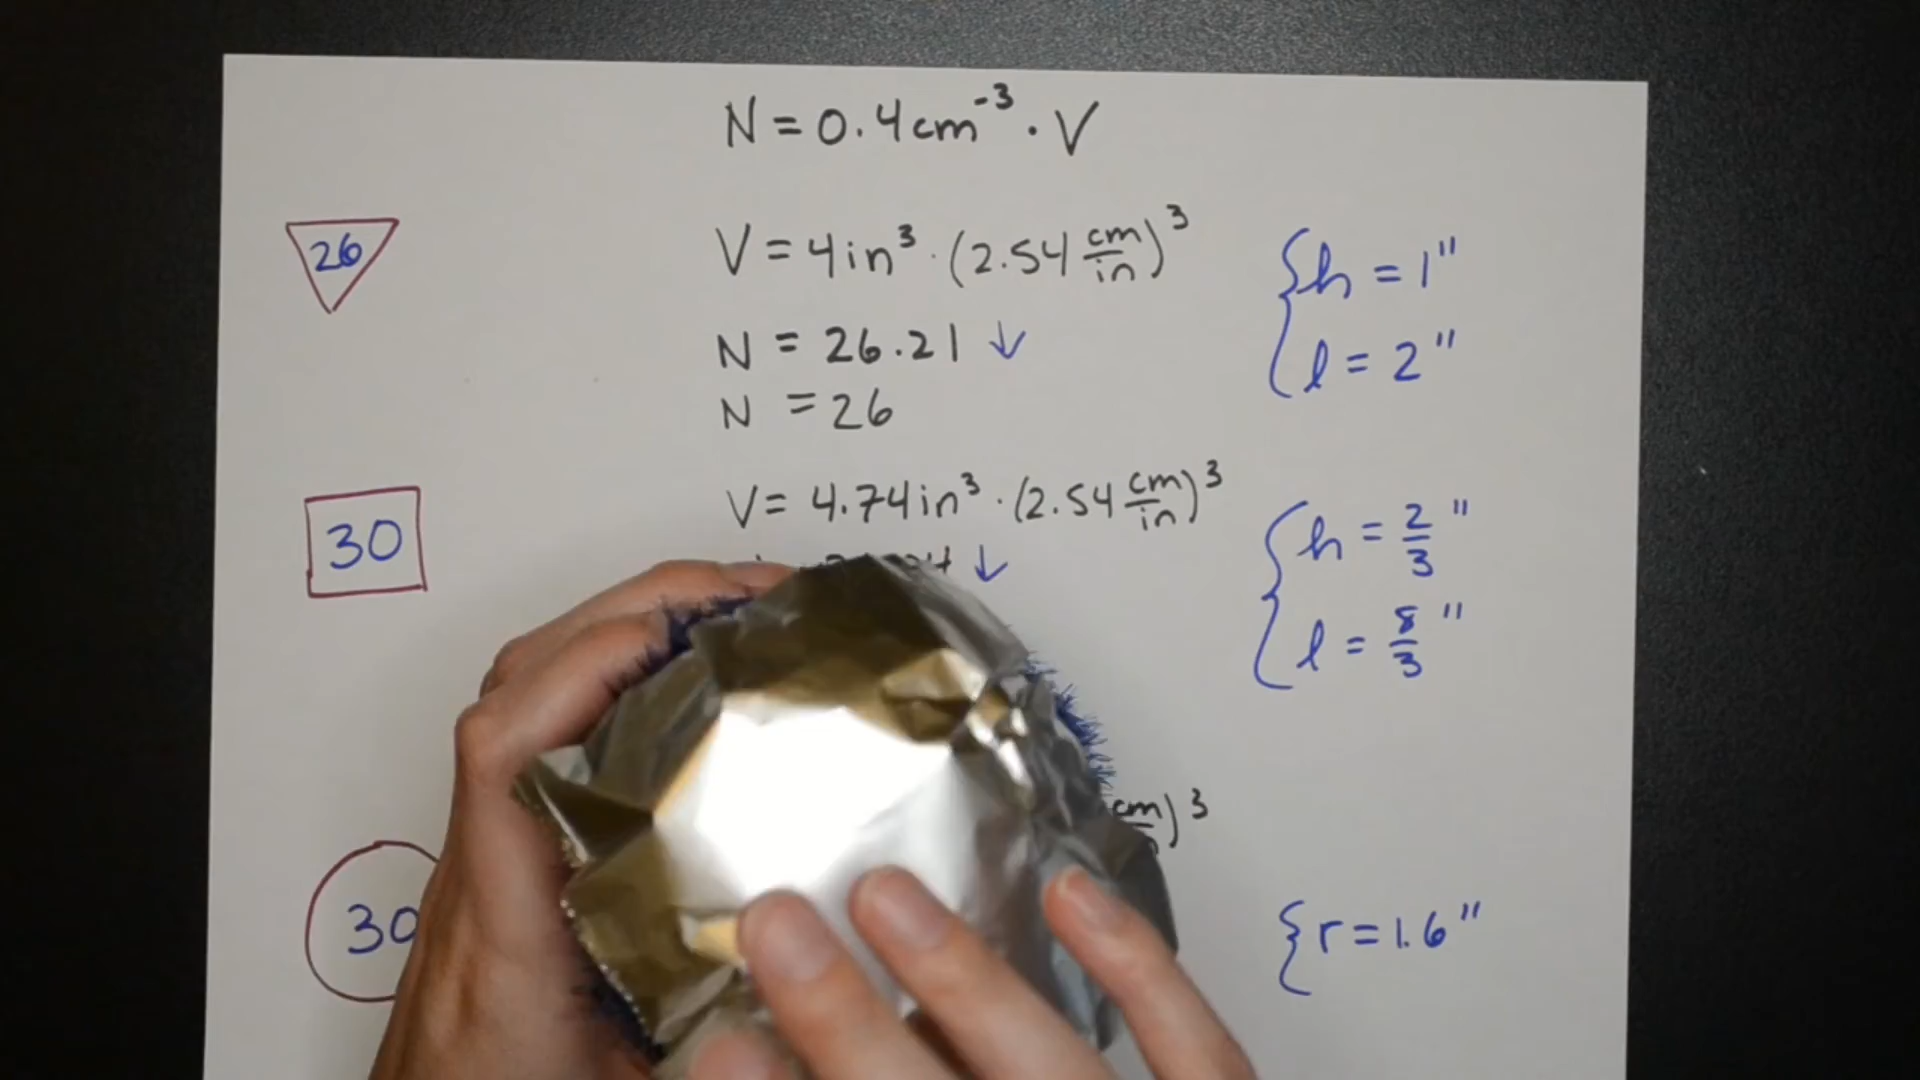 N = 0.4cm⁻³ · V
26
V = 4in³ · (2.54 cm/in)³
{h = 1"
l = 2"
N = 26.21 ↓
N = 26
30
V = 4.74in³ · (2.54 cm/in)³
{h = 2/3 "
l = 8/3 "
↓
cm )³
30
{r = 1.6"